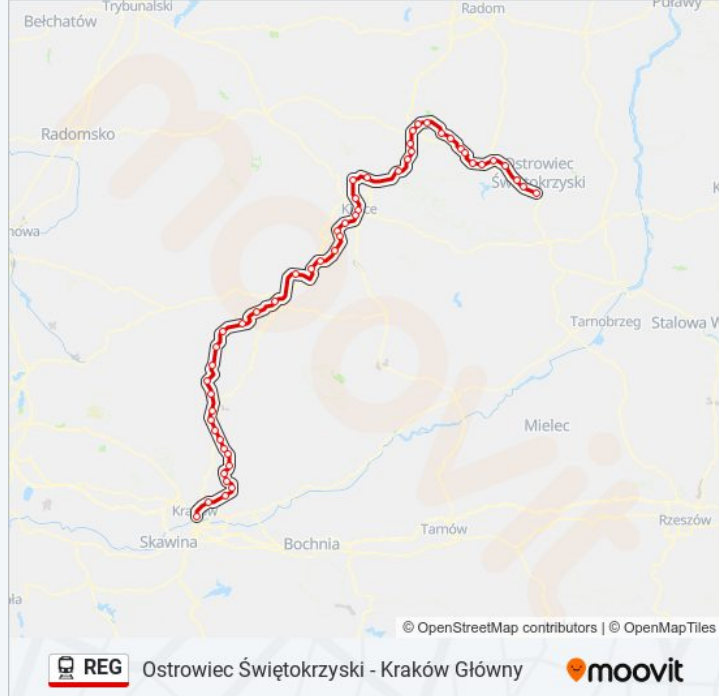 Trybunalski
Bełchatów
Radom
Puławy
Radomsko
Ostrowiec
Świętokrzyski
Kielce
Tarnobrzeg
Stalowa W
Mielec
Kraków
Skawina
Bochnia
Tarnów
Rzeszów
moovit
© OpenStreetMap contributors | © OpenMapTiles
REG
Ostrowiec Świętokrzyski - Kraków Główny
moovit